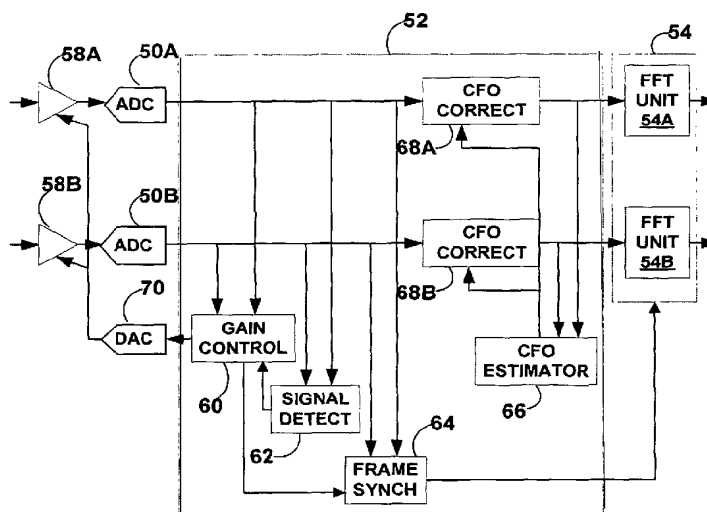 52
54
58A
50A
ADC
CFO
CORRECT
68A
FFT
UNIT
54A
58B
50B
ADC
CFO
CORRECT
68B
FFT
UNIT
54B
70
DAC
GAIN
CONTROL
60
CFO
ESTIMATOR
66
SIGNAL
DETECT
62
64
FRAME
SYNCH